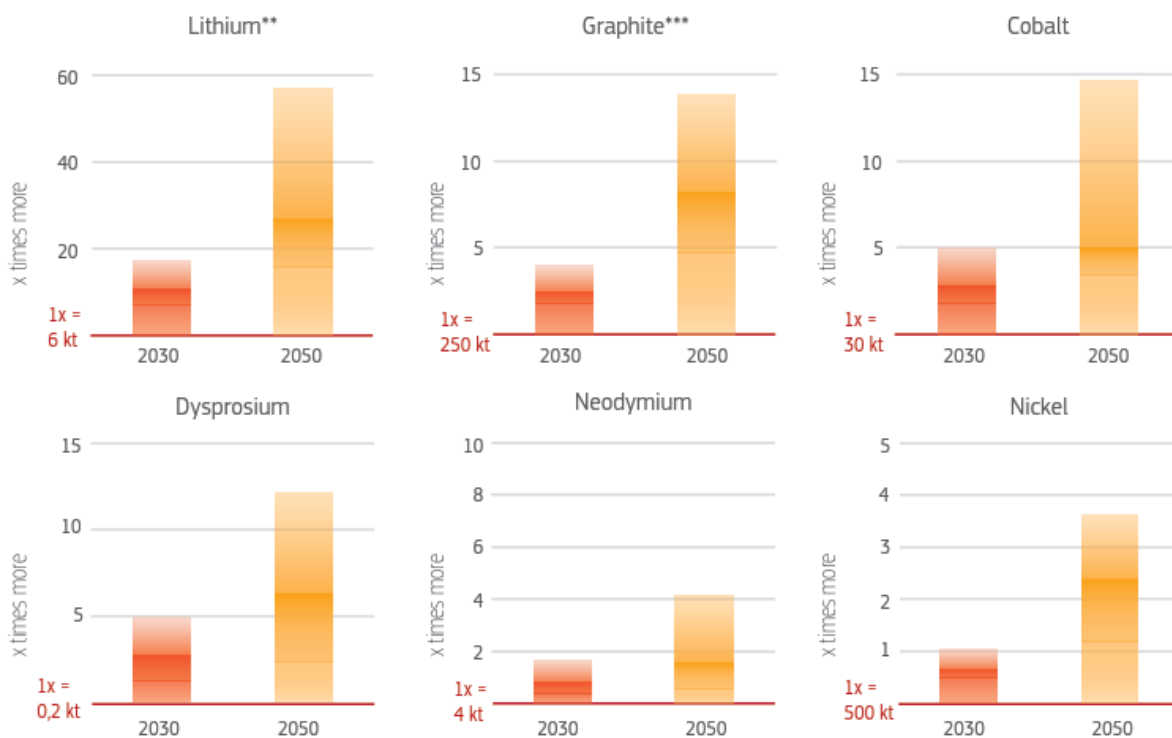 Lithium**
60
40
20
x times more
1x =
6 kt
2030
2050
Graphite***
15
10
5
x times more
1x =
250 kt
2030
2050
Cobalt
15
10
5
x times more
1x =
30 kt
2030
2050
Dysprosium
15
10
5
x times more
1x =
0,2 kt
2030
2050
Neodymium
10
8
6
4
2
x times more
1x =
4 kt
2030
2050
Nickel
5
4
3
2
1
x times more
1x =
500 kt
2030
2050